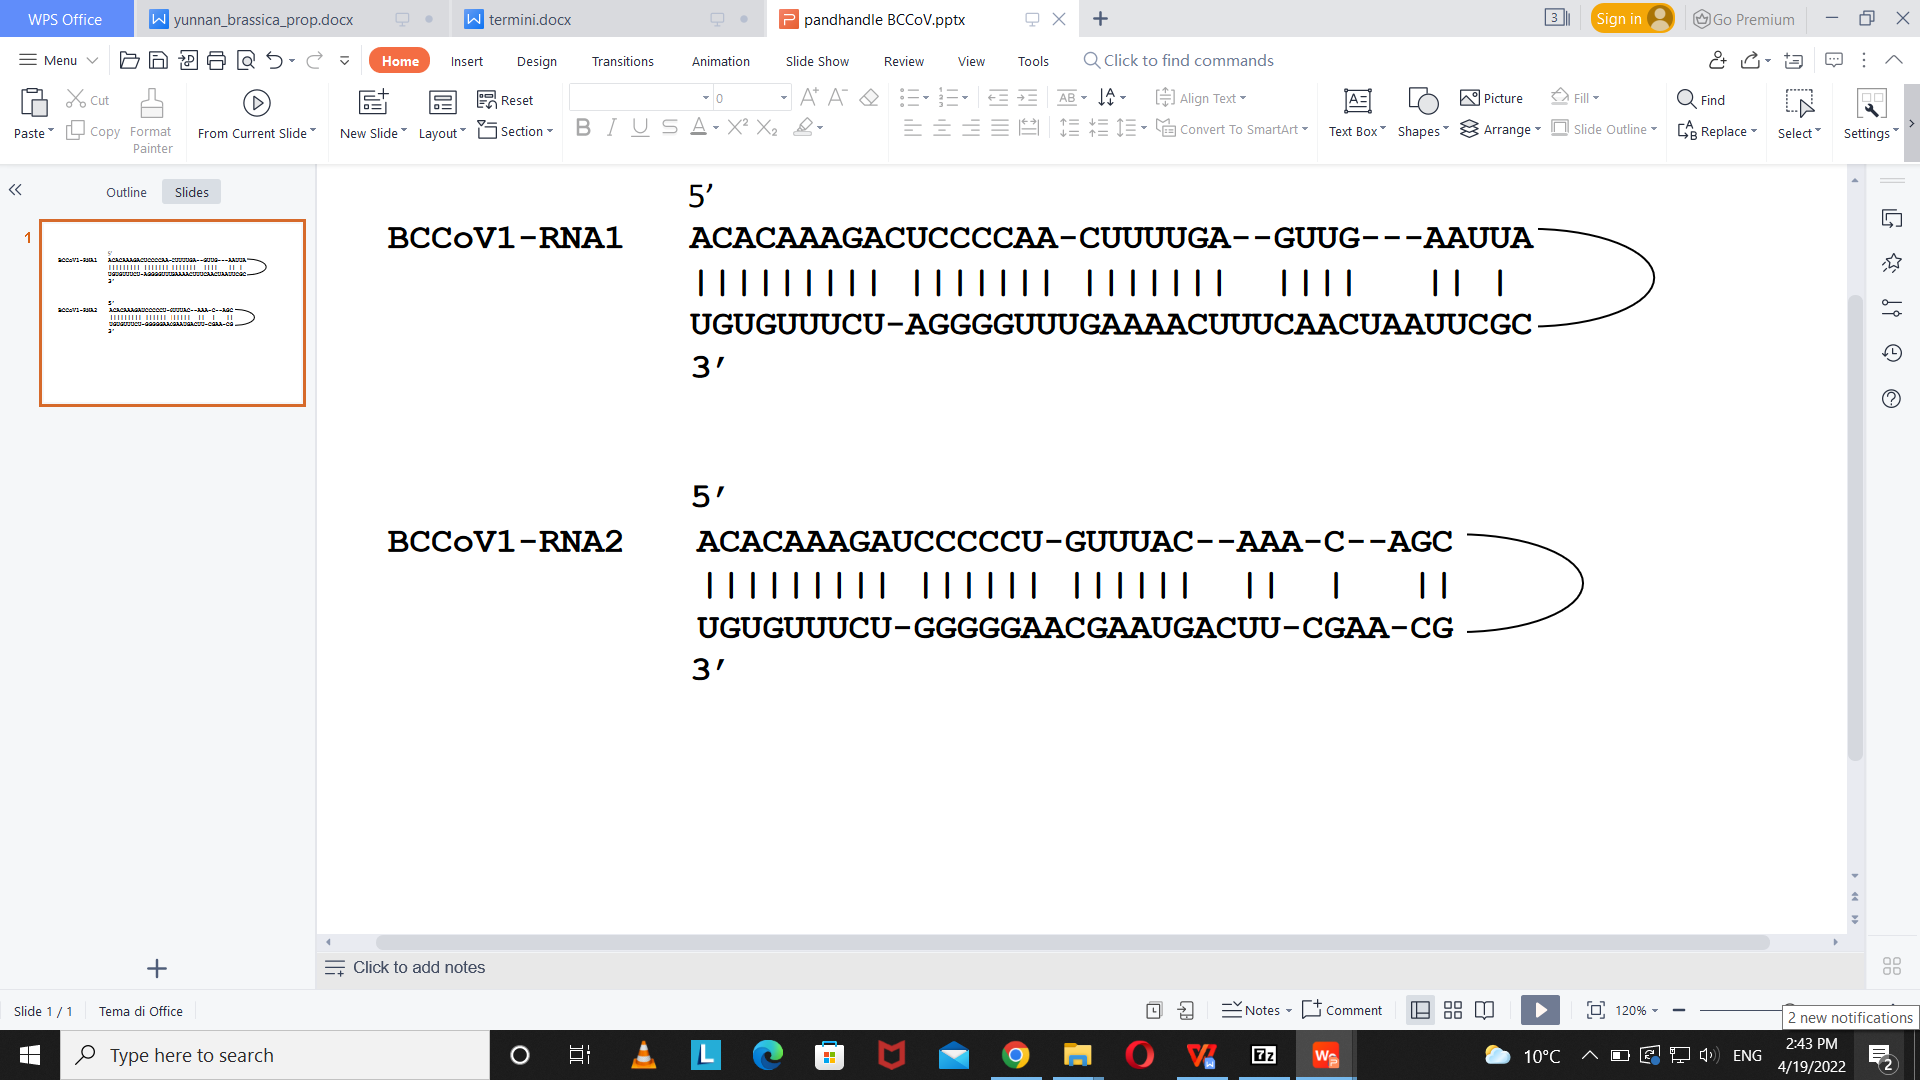 WPS Office
yunnan_brassica_prop.docx
termini.docx
pandhandle BCCoV.pptx
3
Sign in
Go Premium
Menu
Home
Insert
Design
Transitions
Animation
Slide Show
Review
View
Tools
Click to find commands
Paste
Cut
Copy
Format Painter
From Current Slide
New Slide
Layout
Reset
Section
0
Align Text
Convert To SmartArt
Text Box
Shapes
Picture
Arrange
Fill
Slide Outline
Find
Replace
Select
Settings
Outline
Slides
1
5’
BCCoV1-RNA1 ACACAAAGACUCCCCAA-CUUUUGA--GUUG---AAUUA
||||||||| ||||||| ||||||| |||| || |
UGUGUUUCU-AGGGGUUUGAAAACUUUCAACUAAUUCGC
3’
5’
BCCoV1-RNA2 ACACAAAGAUCCCCCU-GUUUAC--AAA-C--AGC
||||||||| |||||| |||||| || | ||
UGUGUUUCU-GGGGGAACGAAUGACUU-CGAA-CG
3’
Click to add notes
Slide 1 / 1
Tema di Office
Notes
Comment
120%
2 new notifications
Type here to search
10°C
ENG
2:43 PM
4/19/2022
2